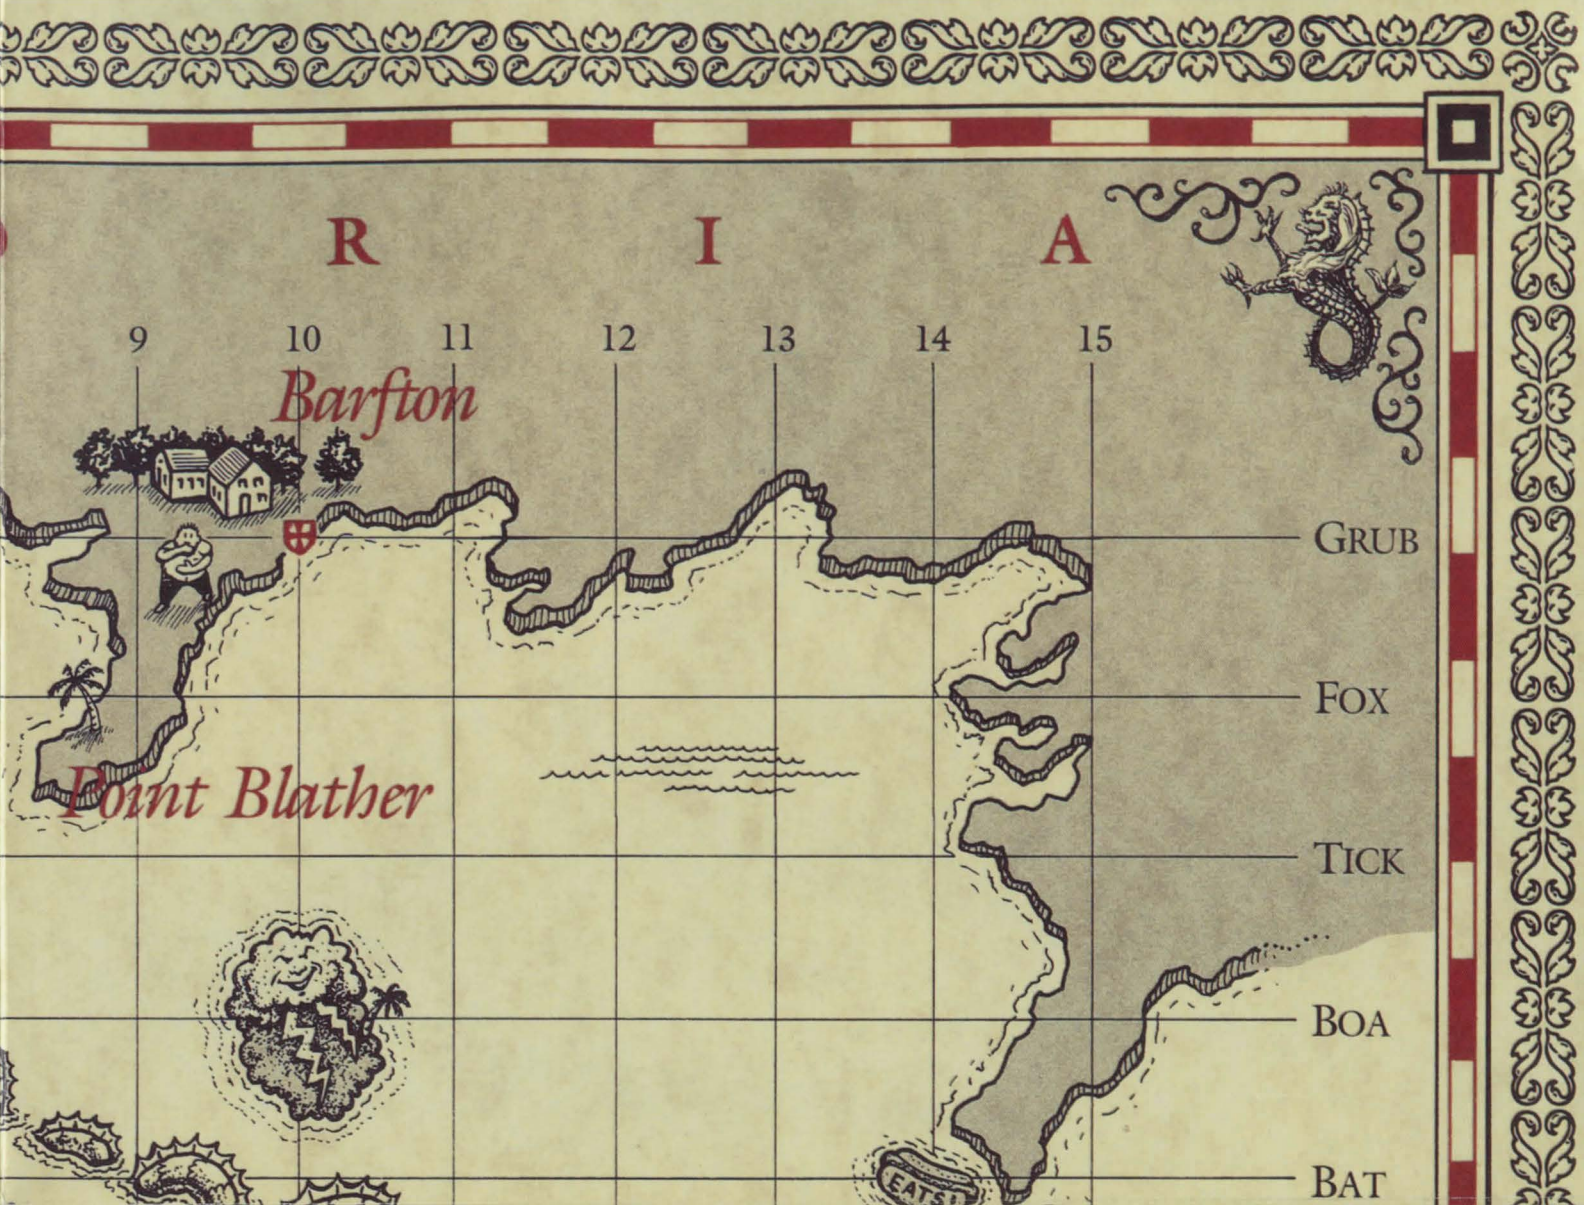 R I A
9 10 11 12 13 14 15
Barfton
GRUB
FOX
Point Blather
TICK
BOA
EATS!
BAT